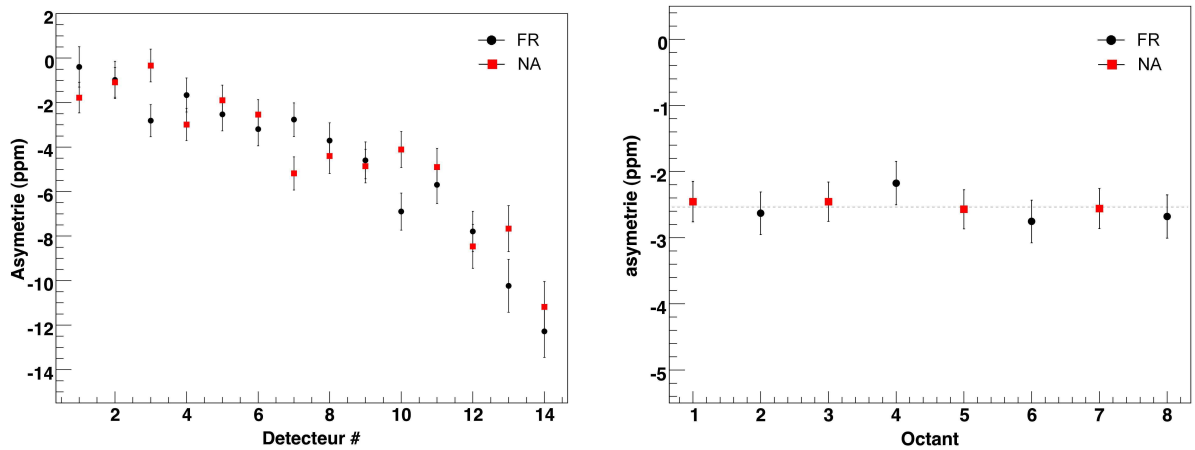 2
0
-2
-4
-6
-8
-10
-12
-14
Asymetrie (ppm)
FR
NA
2 4 6 8 10 12 14
Detecteur #
0
-1
-2
-3
-4
-5
asymetrie (ppm)
FR
NA
1 2 3 4 5 6 7 8
Octant